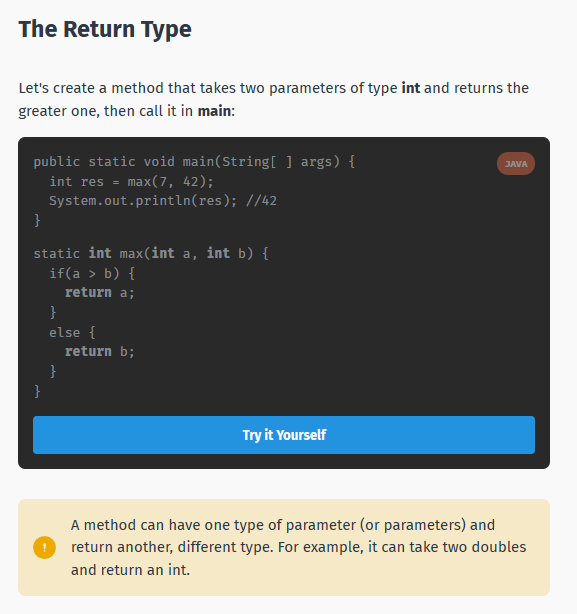 The Return Type
Let's create a method that takes two parameters of type int and returns the
greater one, then call it in main:
JAVA
public static void main(String[ ] args) {
  int res = max(7, 42);
  System.out.println(res); //42
}
static int max(int a, int b) {
  if(a > b) {
    return a;
  }
  else {
    return b;
  }
}
Try it Yourself
!
A method can have one type of parameter (or parameters) and
return another, different type. For example, it can take two doubles
and return an int.